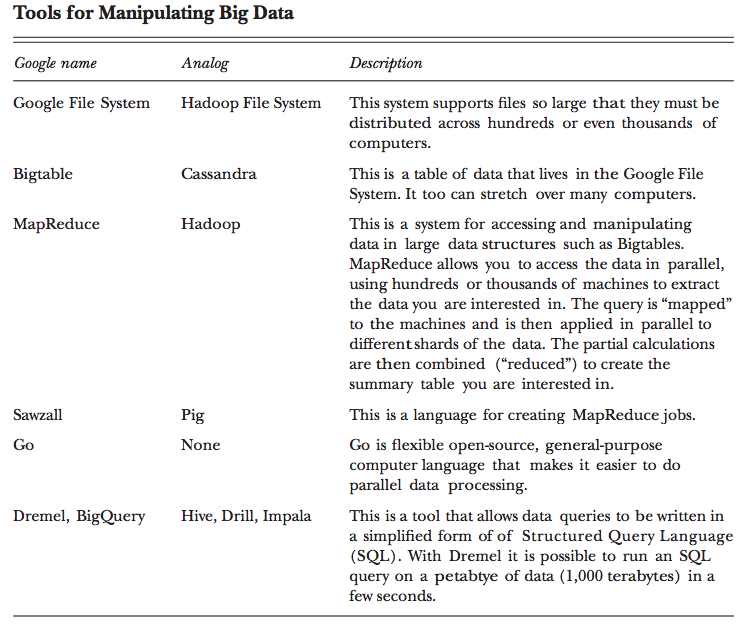 Tools for Manipulating Big Data
Google name Analog Description
Google File System Hadoop File System This system supports files so large that they must be
distributed across hundreds or even thousands of
computers.
Bigtable Cassandra This is a table of data that lives in the Google File
System. It too can stretch over many computers.
MapReduce Hadoop This is a system for accessing and manipulating
data in large data structures such as Bigtables.
MapReduce allows you to access the data in parallel,
using hundreds or thousands of machines to extract
the data you are interested in. The query is “mapped”
to the machines and is then applied in parallel to
different shards of the data. The partial calculations
are then combined (“reduced”) to create the
summary table you are interested in.
Sawzall Pig This is a language for creating MapReduce jobs.
Go None Go is flexible open-source, general-purpose
computer language that makes it easier to do
parallel data processing.
Dremel, BigQuery Hive, Drill, Impala This is a tool that allows data queries to be written in
a simplified form of of Structured Query Language
(SQL). With Dremel it is possible to run an SQL
query on a petabtye of data (1,000 terabytes) in a
few seconds.